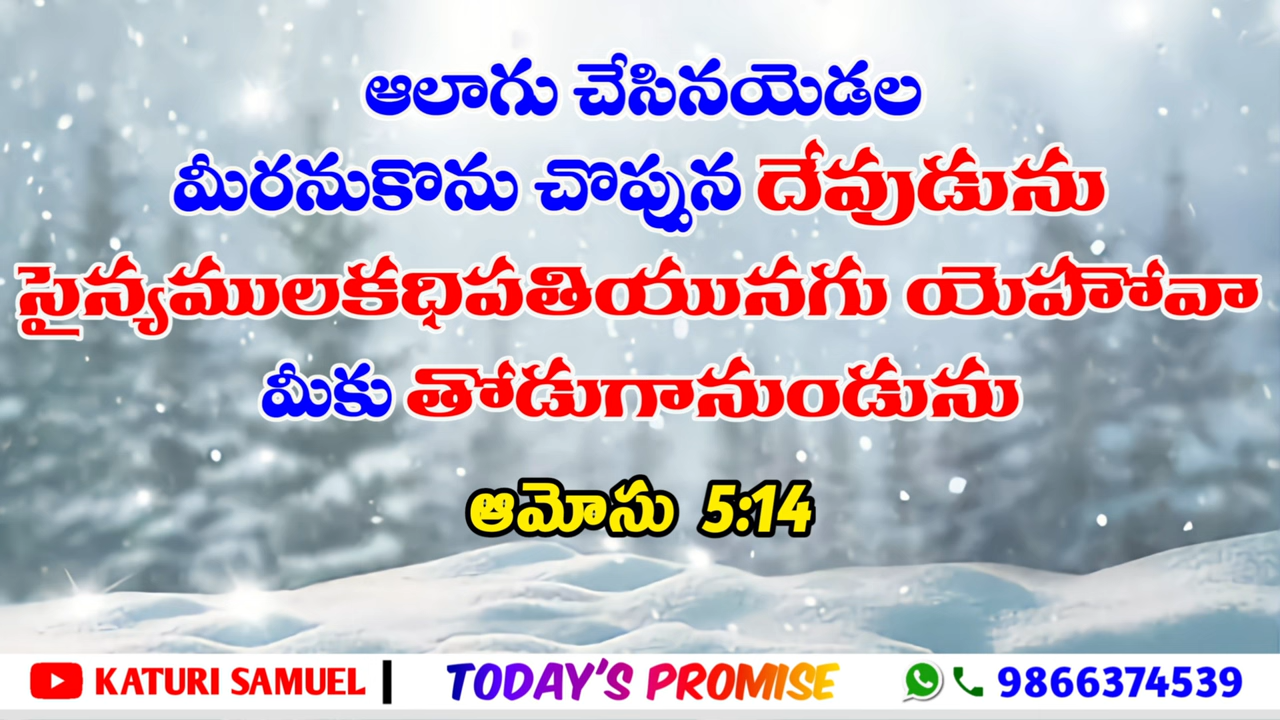 ఆలాగు చేసినయెడల
మీరనుకొను చొప్పున దేవుడును
సైన్యములకధిపతియునగు యెహోవా
మీకు తోడుగానుండును
ఆమోసు 5:14
KATURI SAMUEL | TODAY'S PROMISE 9866374539